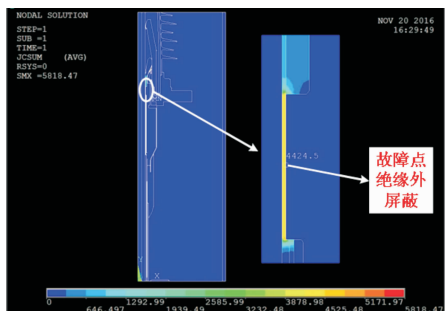 NODAL SOLUTION
STEP=1
SUB =1
TIME=1
JCSUM (AVG)
RSYS=0
SMX =5818.47
NOV 20 2016
16:29:49
4424.5
故障点
绝缘外
屏蔽
X
0 1292.99 2585.99 3878.98 5171.97
646.497 1939.49 3232.48 4525.48 5818.47